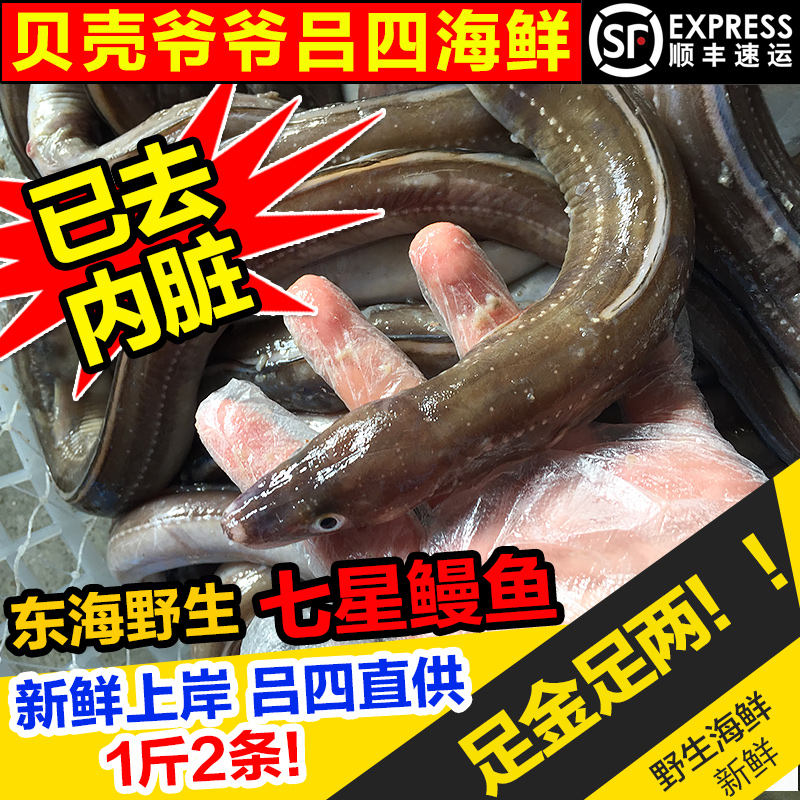 贝壳爷爷吕四海鲜
SF EXPRESS
顺丰速运
已去
内脏
东海野生 七星鳗鱼
新鲜上岸 吕四直供
1斤2条!
足金足两!!
野生海鲜
新鲜